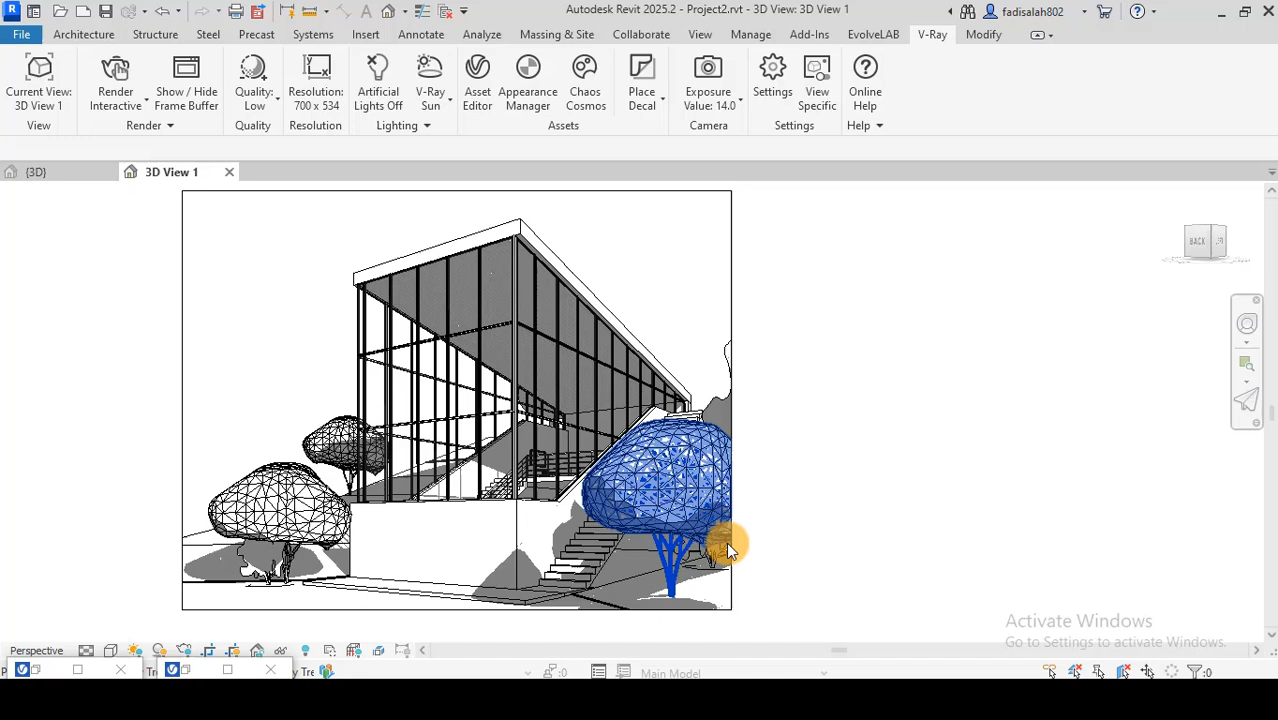 Autodesk Revit 2025.2 - Project2.rvt - 3D View: 3D View 1
fadisalah802
File Architecture Structure Steel Precast Systems Insert Annotate Analyze Massing & Site Collaborate View Manage Add-Ins EvolveLAB V-Ray Modify
Current View:
3D View 1
Render
Interactive
Show / Hide
Frame Buffer
Quality:
Low
Resolution:
700 x 534
Artificial
Lights Off
V-Ray
Sun
Asset
Editor
Appearance
Manager
Chaos
Cosmos
Place
Decal
Exposure
Value: 14.0
Settings
View
Specific
Online
Help
View Render Quality Resolution Lighting Assets Camera Settings Help
{3D} 3D View 1
BACK
Activate Windows
Go to Settings to activate Windows.
Perspective
:0 Main Model :0